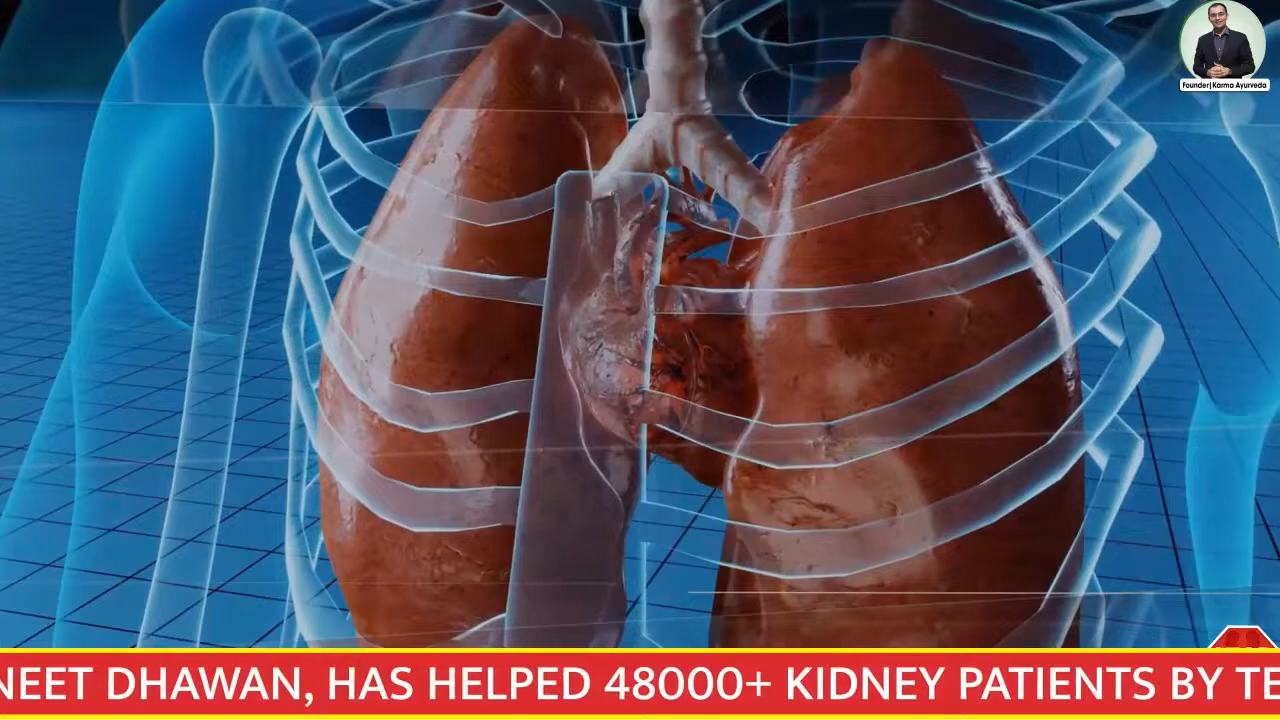 Founder|Karma Ayurveda
NEET DHAWAN, HAS HELPED 48000+ KIDNEY PATIENTS BY TE